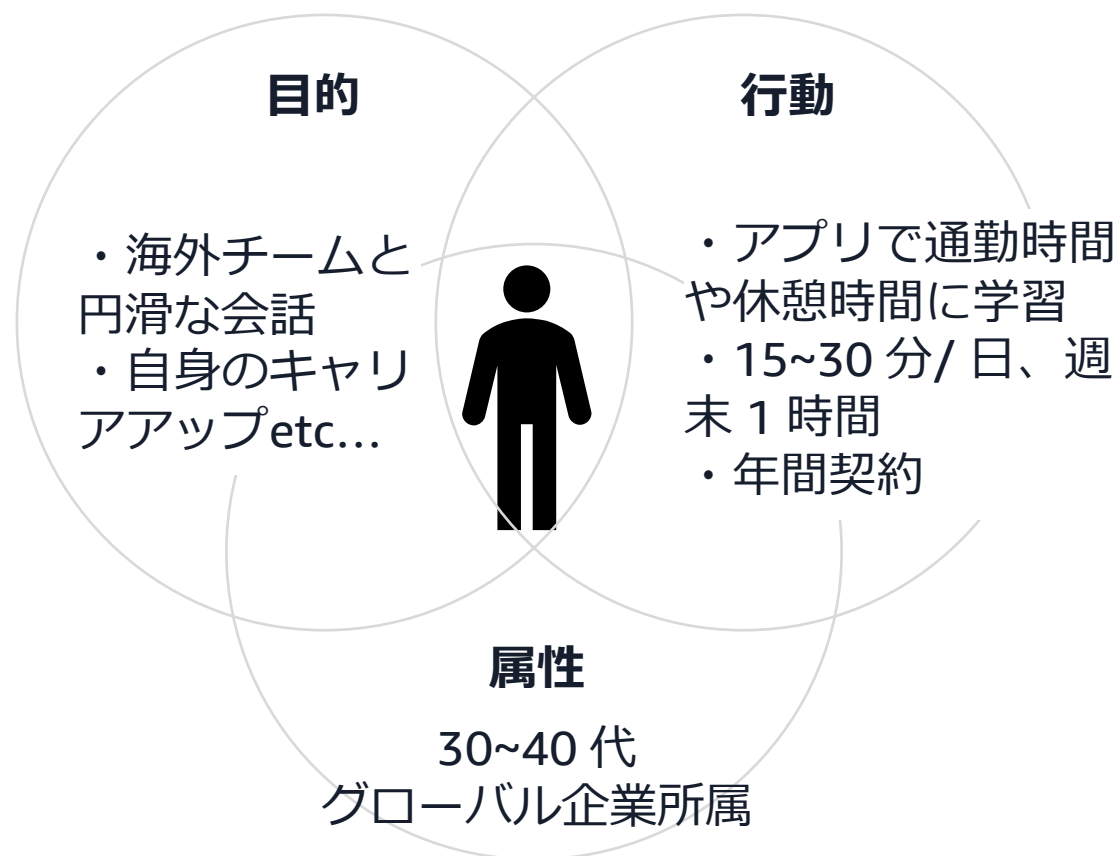 目的
・海外チームと
円滑な会話
・自身のキャリ
アアップetc…
行動
・アプリで通勤時間
や休憩時間に学習
・15~30 分/ 日、週
末 1 時間
・年間契約
属性
30~40 代
グローバル企業所属